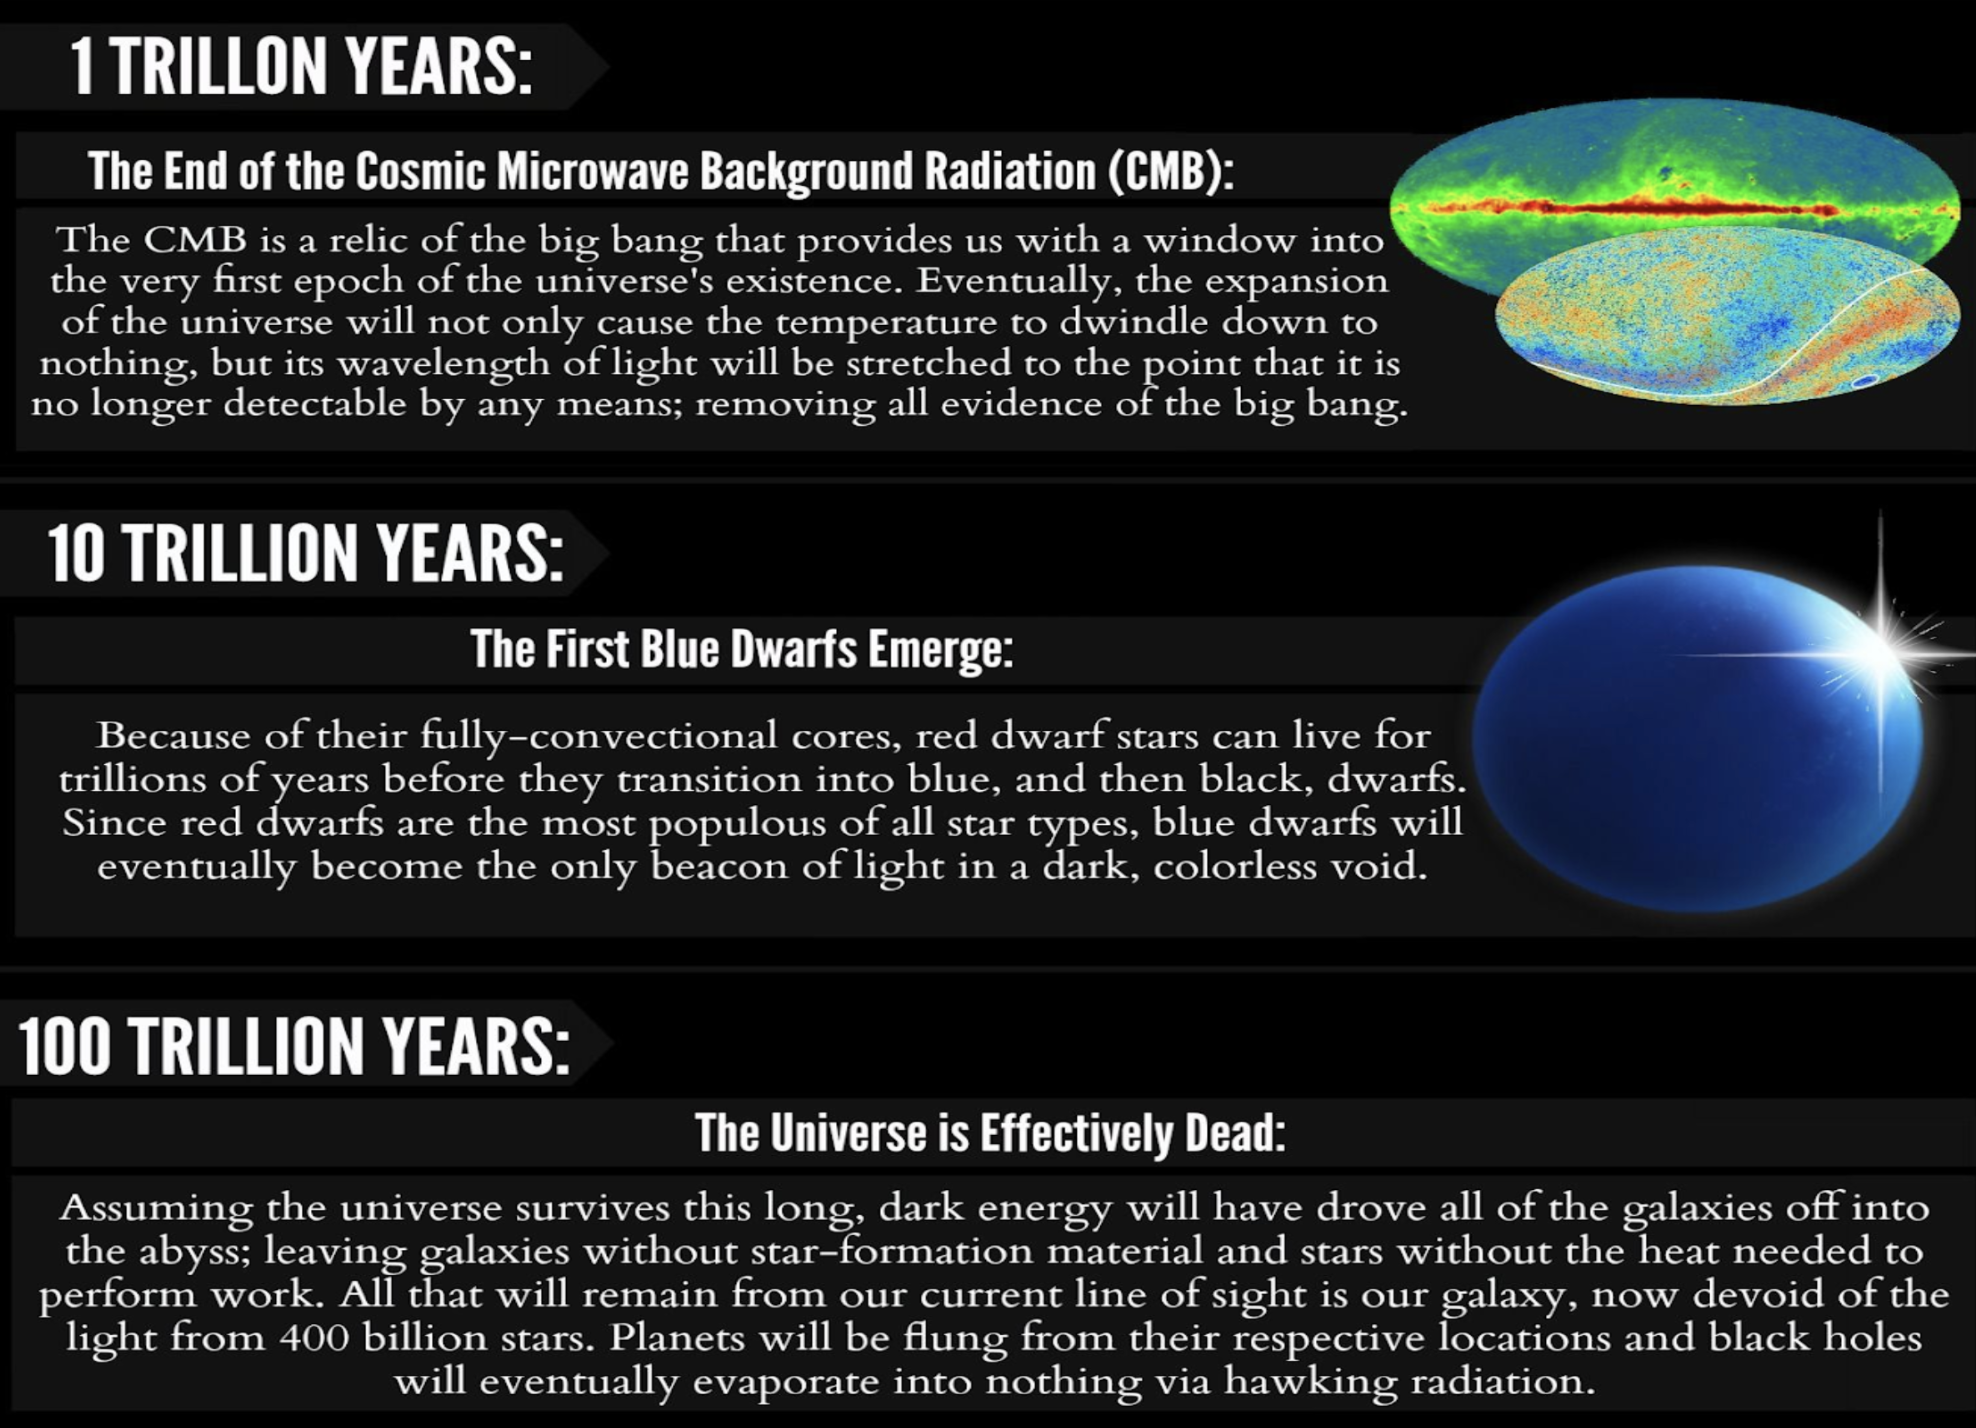 1 TRILLON YEARS:
The End of the Cosmic Microwave Background Radiation (CMB):
The CMB is a relic of the big bang that provides us with a window into
the very first epoch of the universe's existence. Eventually, the expansion
of the universe will not only cause the temperature to dwindle down to
nothing, but its wavelength of light will be stretched to the point that it is
no longer detectable by any means; removing all evidence of the big bang.
10 TRILLION YEARS:
The First Blue Dwarfs Emerge:
Because of their fully-convectional cores, red dwarf stars can live for
trillions of years before they transition into blue, and then black, dwarfs.
Since red dwarfs are the most populous of all star types, blue dwarfs will
eventually become the only beacon of light in a dark, colorless void.
100 TRILLION YEARS:
The Universe is Effectively Dead:
Assuming the universe survives this long, dark energy will have drove all of the galaxies off into
the abyss; leaving galaxies without star-formation material and stars without the heat needed to
perform work. All that will remain from our current line of sight is our galaxy, now devoid of the
light from 400 billion stars. Planets will be flung from their respective locations and black holes
will eventually evaporate into nothing via hawking radiation.